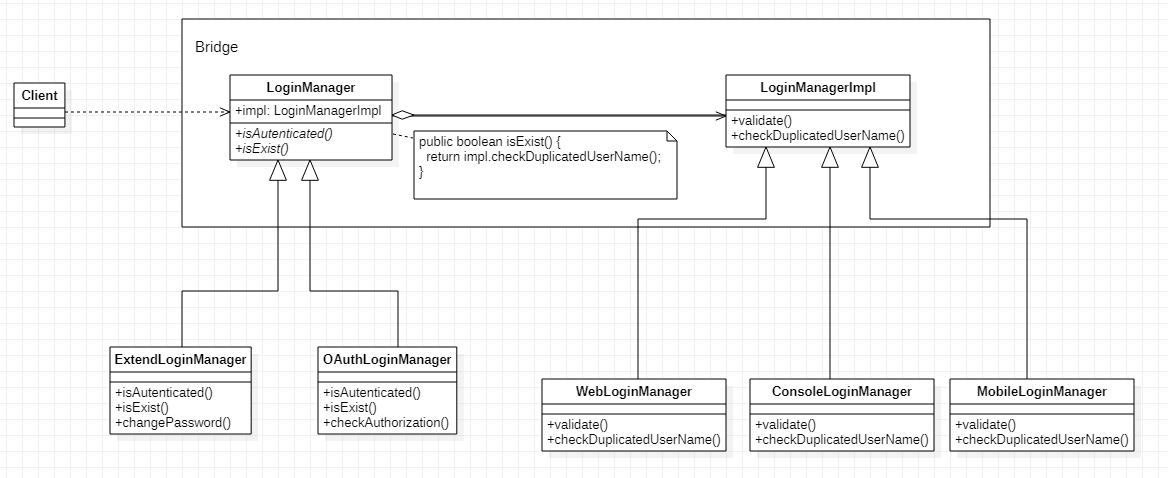 Bridge
Client
LoginManager
+impl: LoginManagerImpl
+isAutenticated()
+isExist()
public boolean isExist() {
return impl.checkDuplicatedUserName();
}
LoginManagerImpl
+validate()
+checkDuplicatedUserName()
ExtendLoginManager
+isAutenticated()
+isExist()
+changePassword()
OAuthLoginManager
+isAutenticated()
+isExist()
+checkAuthorization()
WebLoginManager
+validate()
+checkDuplicatedUserName()
ConsoleLoginManager
+validate()
+checkDuplicatedUserName()
MobileLoginManager
+validate()
+checkDuplicatedUserName()